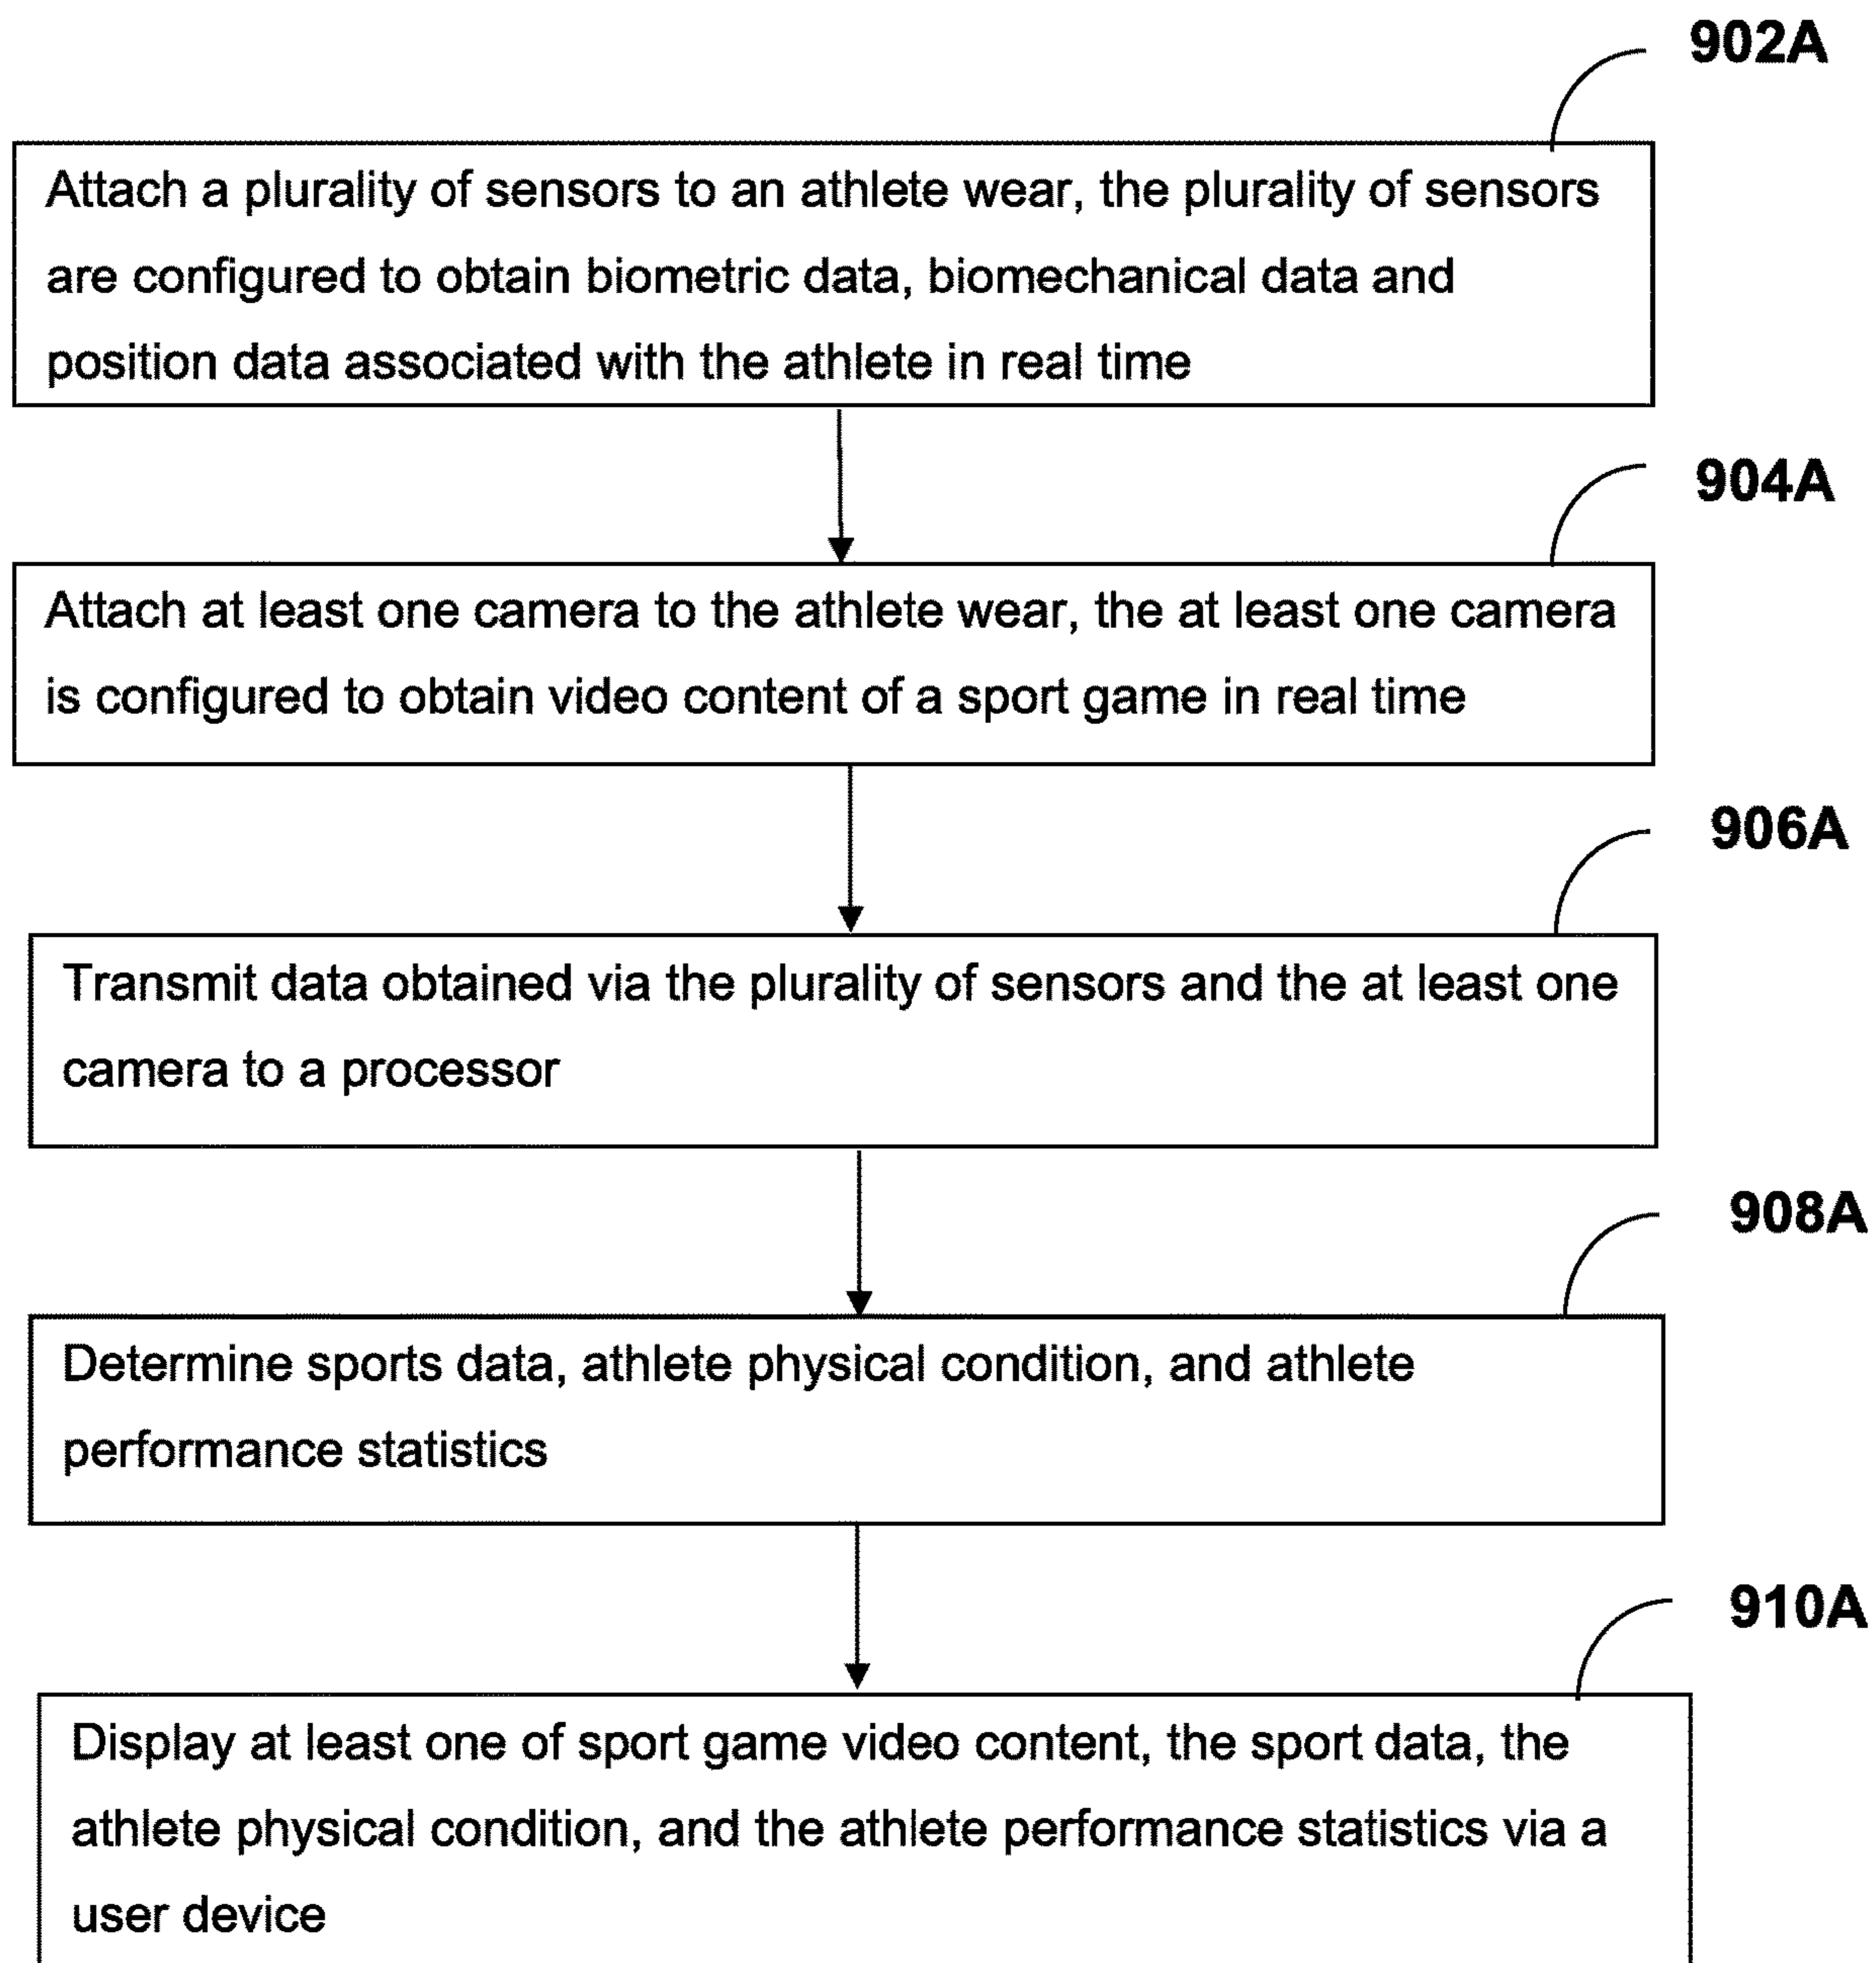 902A
Attach a plurality of sensors to an athlete wear, the plurality of sensors
are configured to obtain biometric data, biomechanical data and
position data associated with the athlete in real time
904A
Attach at least one camera to the athlete wear, the at least one camera
is configured to obtain video content of a sport game in real time
906A
Transmit data obtained via the plurality of sensors and the at least one
camera to a processor
908A
Determine sports data, athlete physical condition, and athlete
performance statistics
910A
Display at least one of sport game video content, the sport data, the
athlete physical condition, and the athlete performance statistics via a
user device